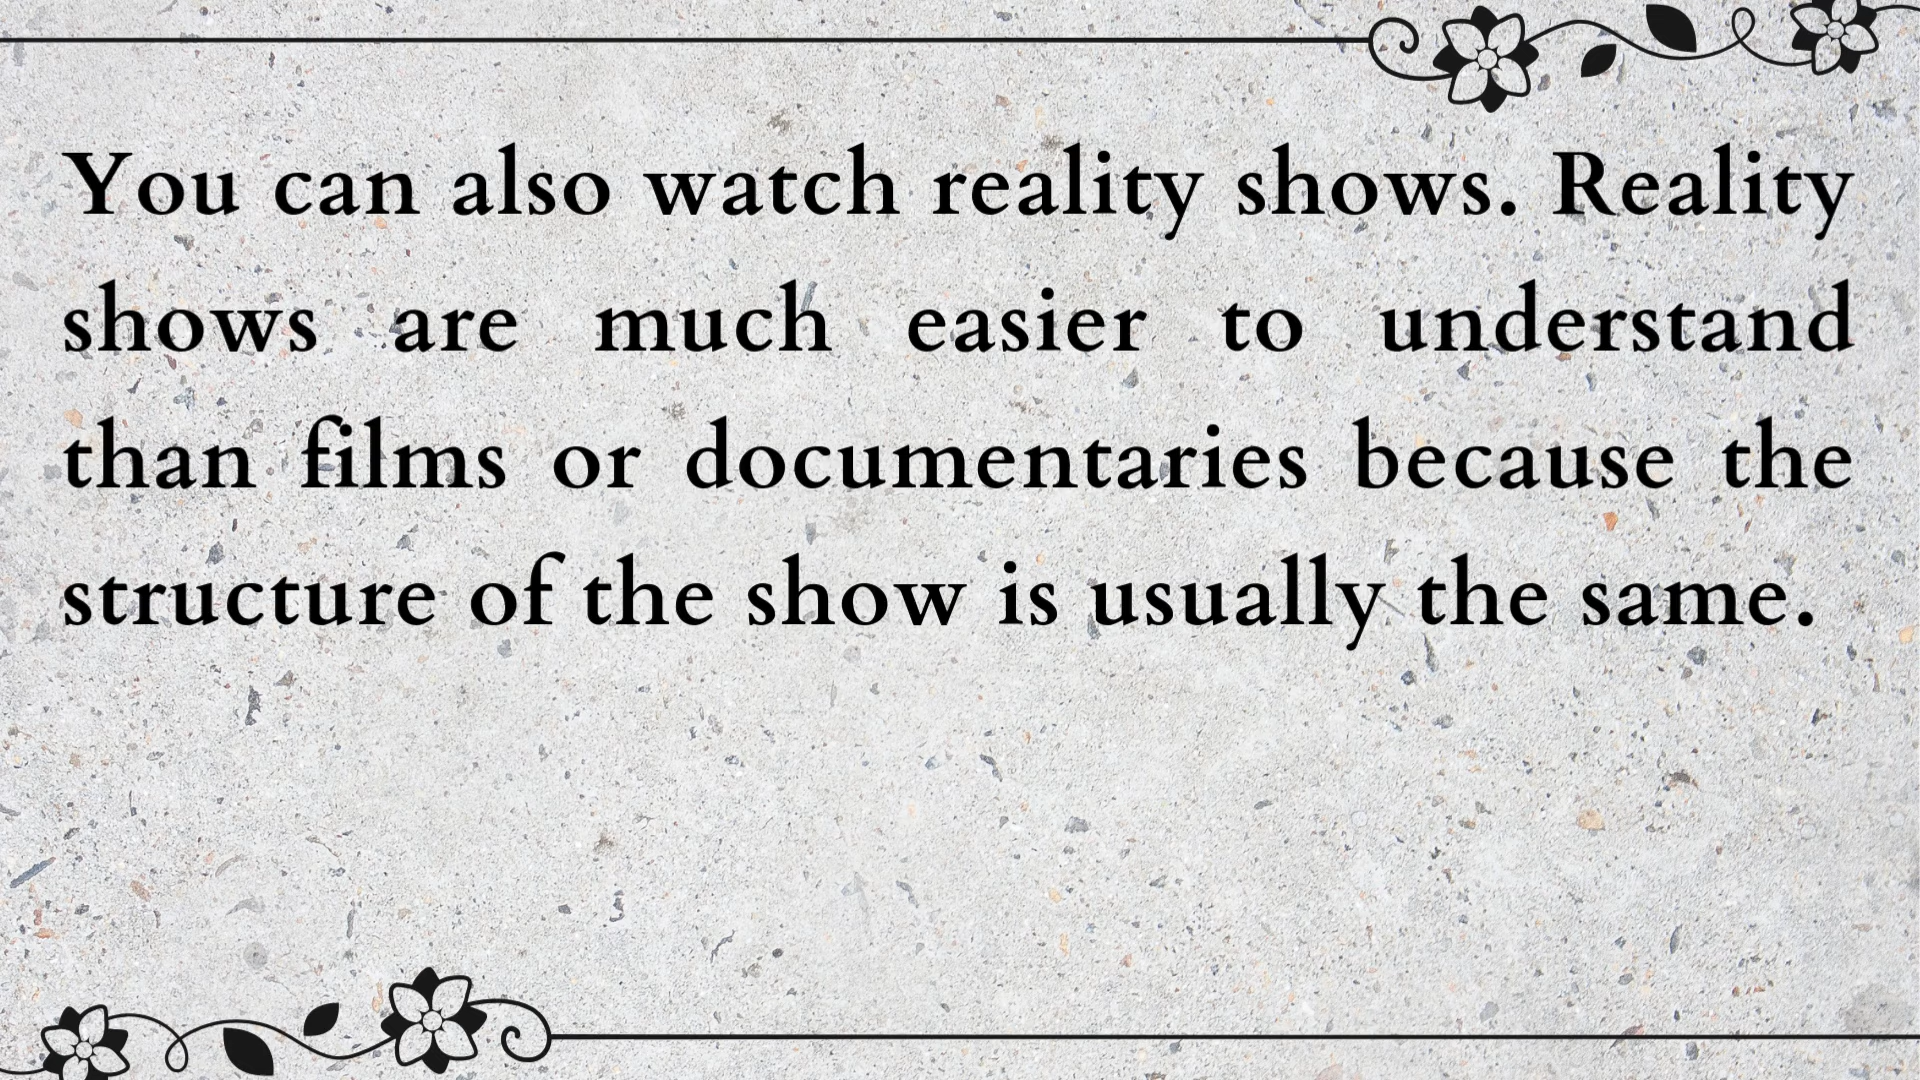 You can also watch reality shows. Reality
shows are much easier to understand
than films or documentaries because the
structure of the show is usually the same.